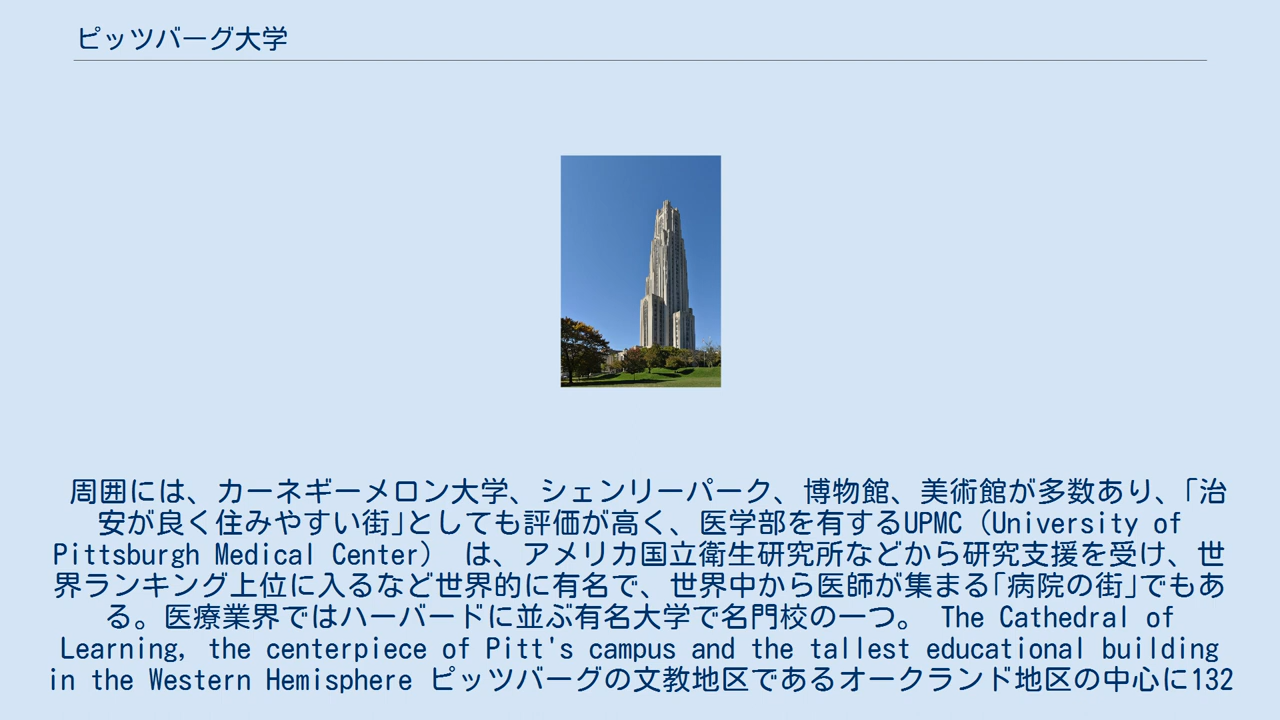 ピッツバーグ大学
周囲には、カーネギーメロン大学、シェンリーパーク、博物館、美術館が多数あり、｢治
安が良く住みやすい街｣としても評価が高く、医学部を有するUPMC（University of
Pittsburgh Medical Center） は、アメリカ国立衛生研究所などから研究支援を受け、世
界ランキング上位に入るなど世界的に有名で、世界中から医師が集まる｢病院の街｣でもあ
る。医療業界ではハーバードに並ぶ有名大学で名門校の一つ。 The Cathedral of
Learning, the centerpiece of Pitt's campus and the tallest educational building
in the Western Hemisphere ピッツバーグの文教地区であるオークランド地区の中心に132